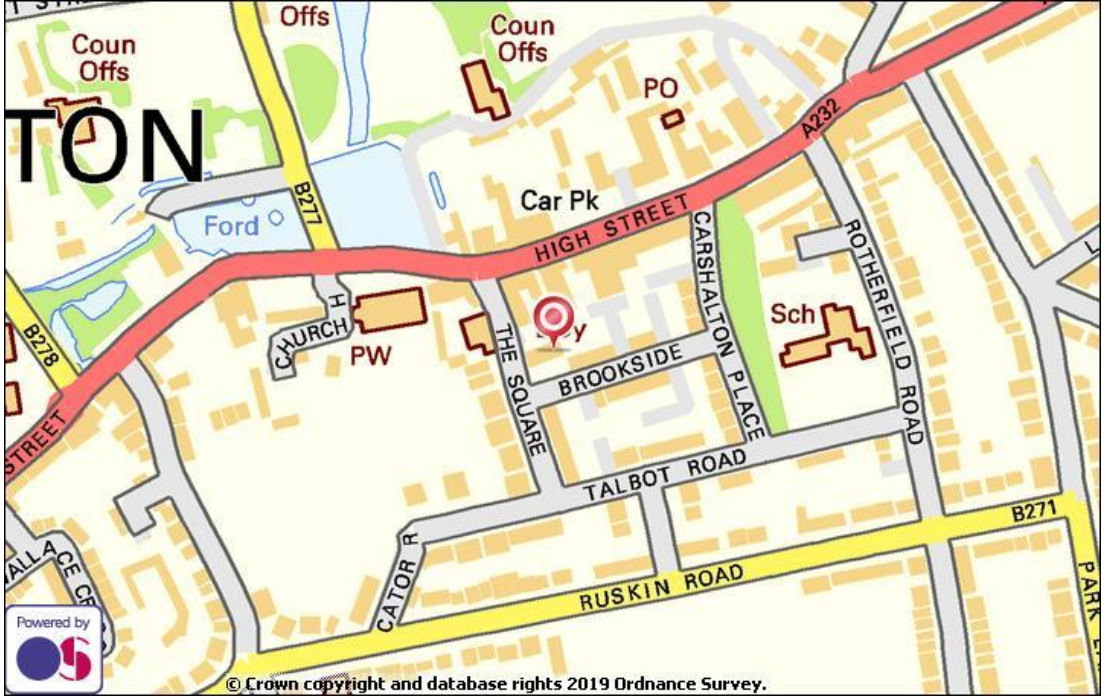 Offs
Coun
Offs
Coun
Offs
PO
A232
TON
B277
Car Pk
Ford
HIGH STREET
CARSHALTON PLACE
ROTHERFIELD ROAD
B278
CHURCH H
PW
THE SQUARE
Sch
BROOKSIDE
STREET
TALBOT ROAD
B271
CATOR R
RUSKIN ROAD
PARK
Powered by
OS
© Crown copyright and database rights 2019 Ordnance Survey.